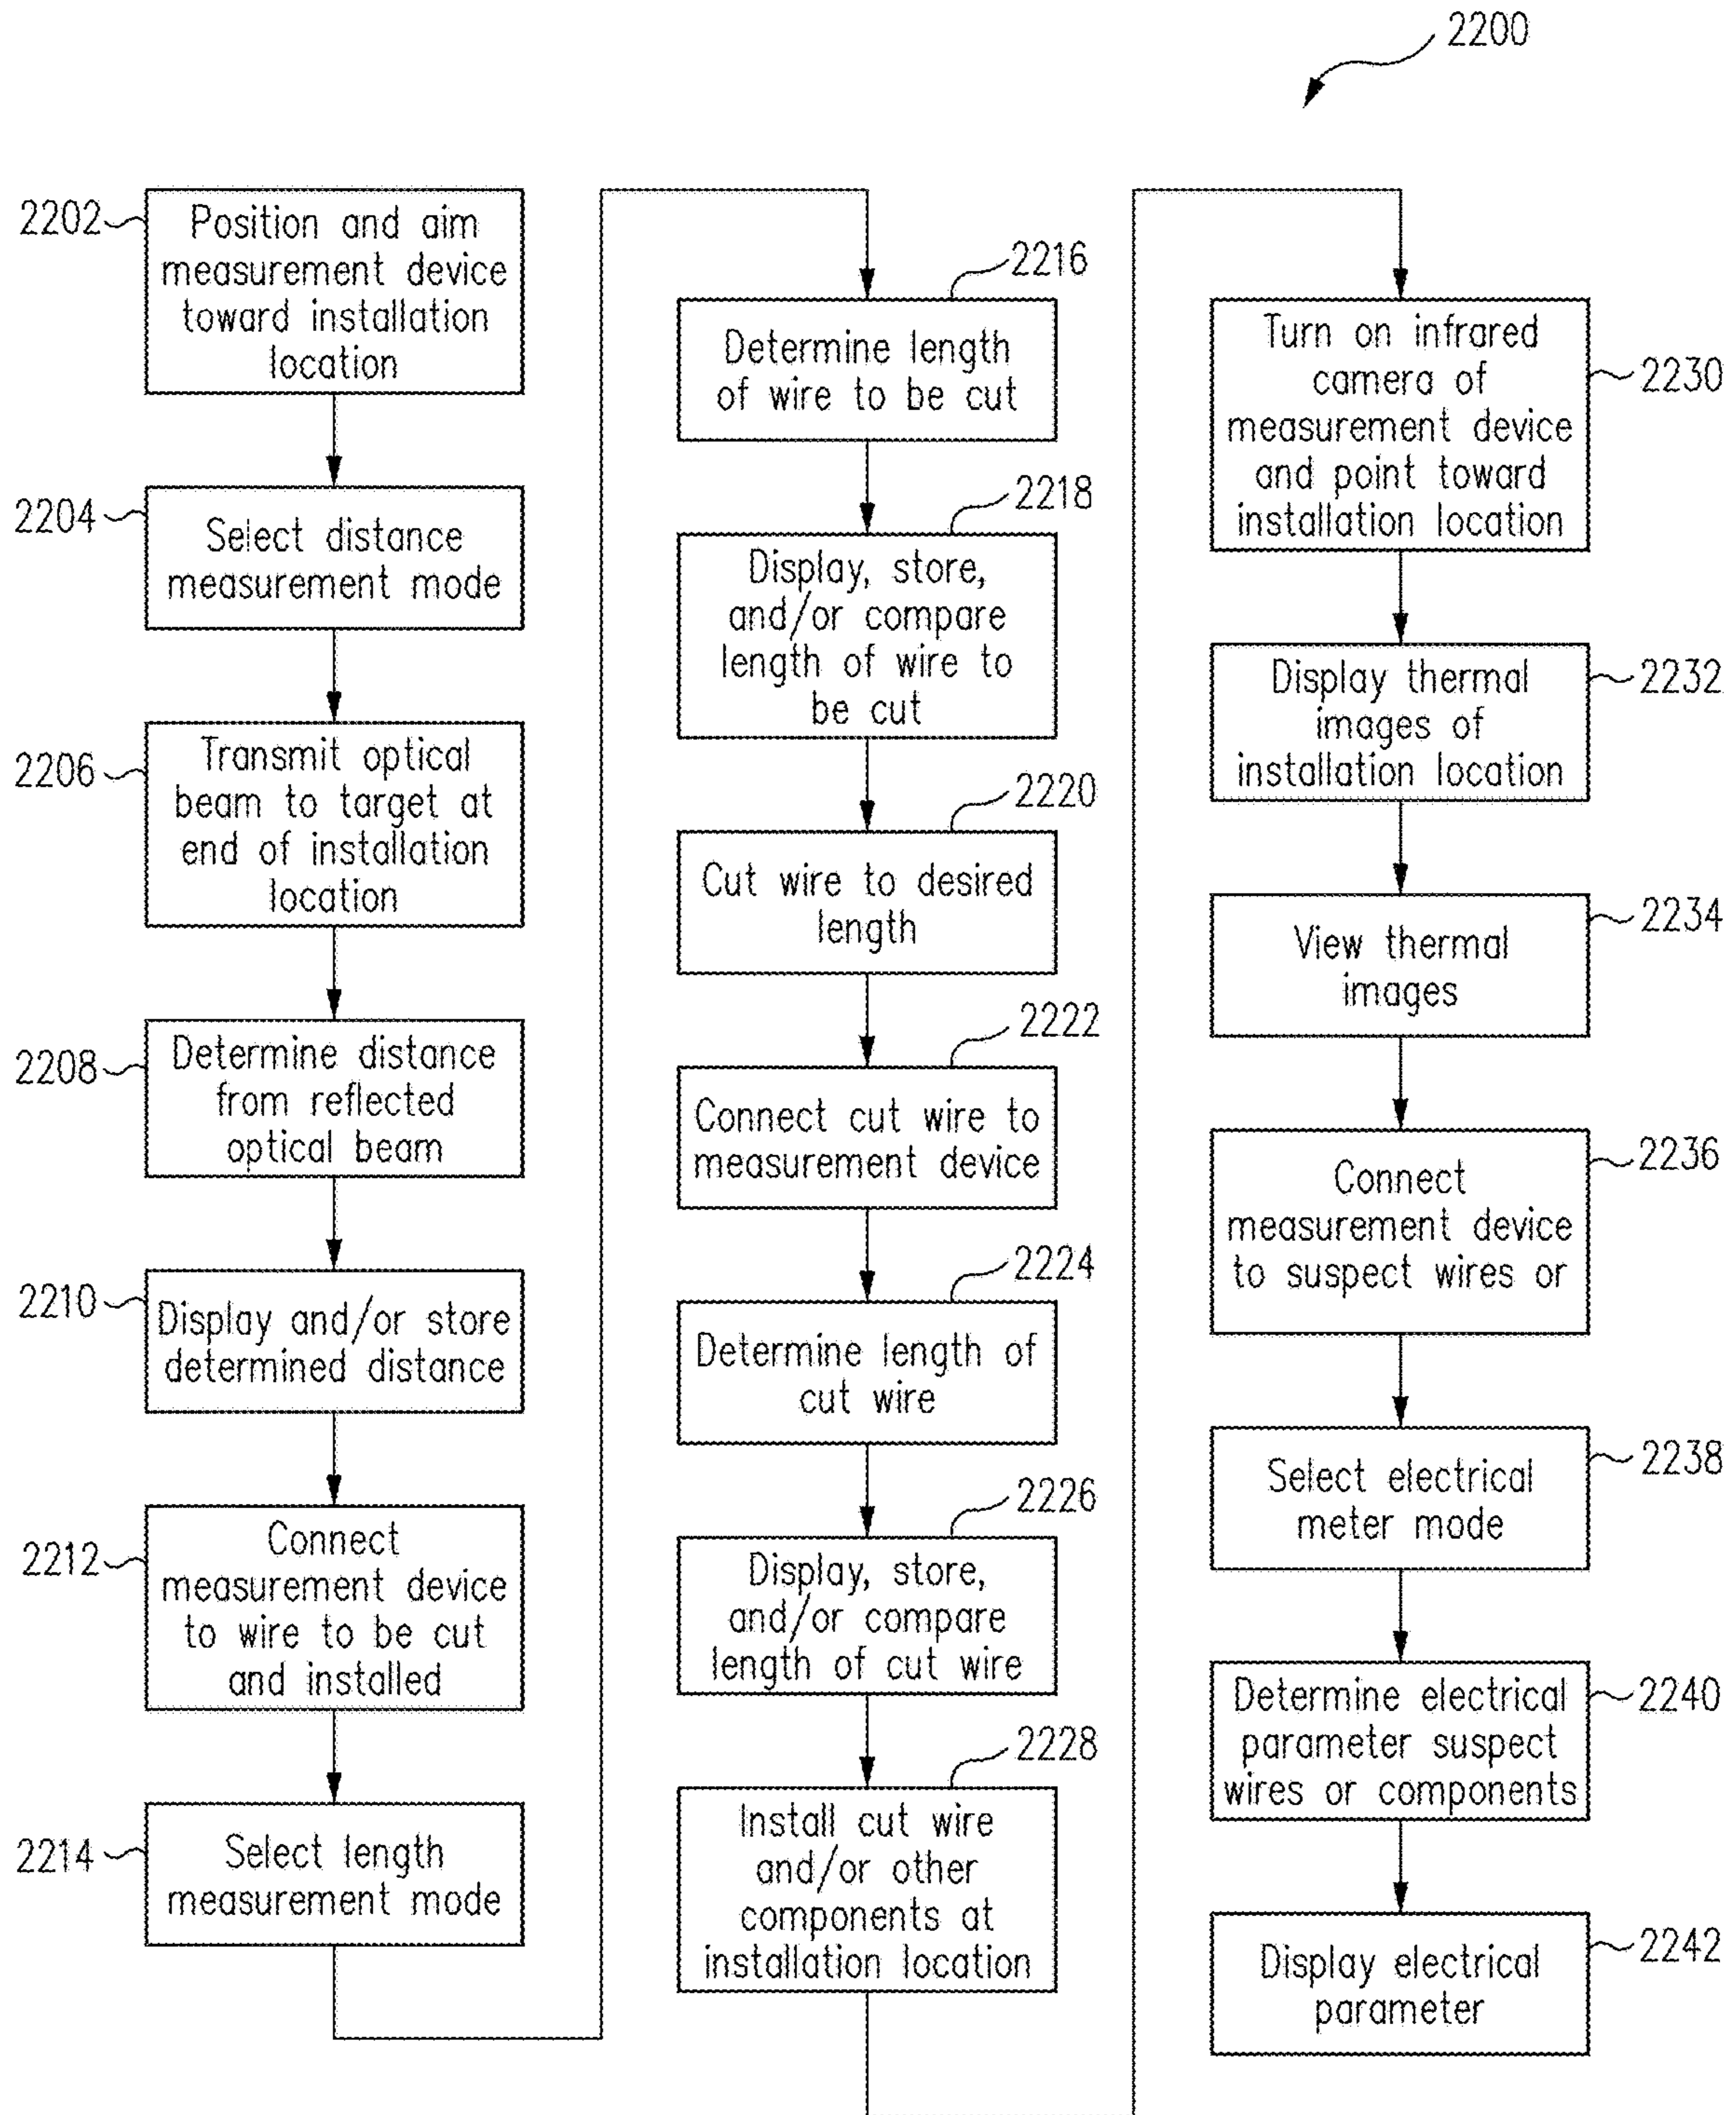 2200
2202
Position and aim
measurement device
toward installation
location
2204
Select distance
measurement mode
2206
Transmit optical
beam to target at
end of installation
location
2208
Determine distance
from reflected
optical beam
2210
Display and/or store
determined distance
2212
Connect
measurement device
to wire to be cut
and installed
2214
Select length
measurement mode
2216
Determine length
of wire to be cut
2218
Display, store,
and/or compare
length of wire to
be cut
2220
Cut wire to desired
length
2222
Connect cut wire to
measurement device
2224
Determine length of
cut wire
2226
Display, store,
and/or compare
length of cut wire
2228
Install cut wire
and/or other
components at
installation location
2230
Turn on infrared
camera of
measurement device
and point toward
installation location
2232
Display thermal
images of
installation location
2234
View thermal
images
2236
Connect
measurement device
to suspect wires or
2238
Select electrical
meter mode
2240
Determine electrical
parameter suspect
wires or components
2242
Display electrical
parameter